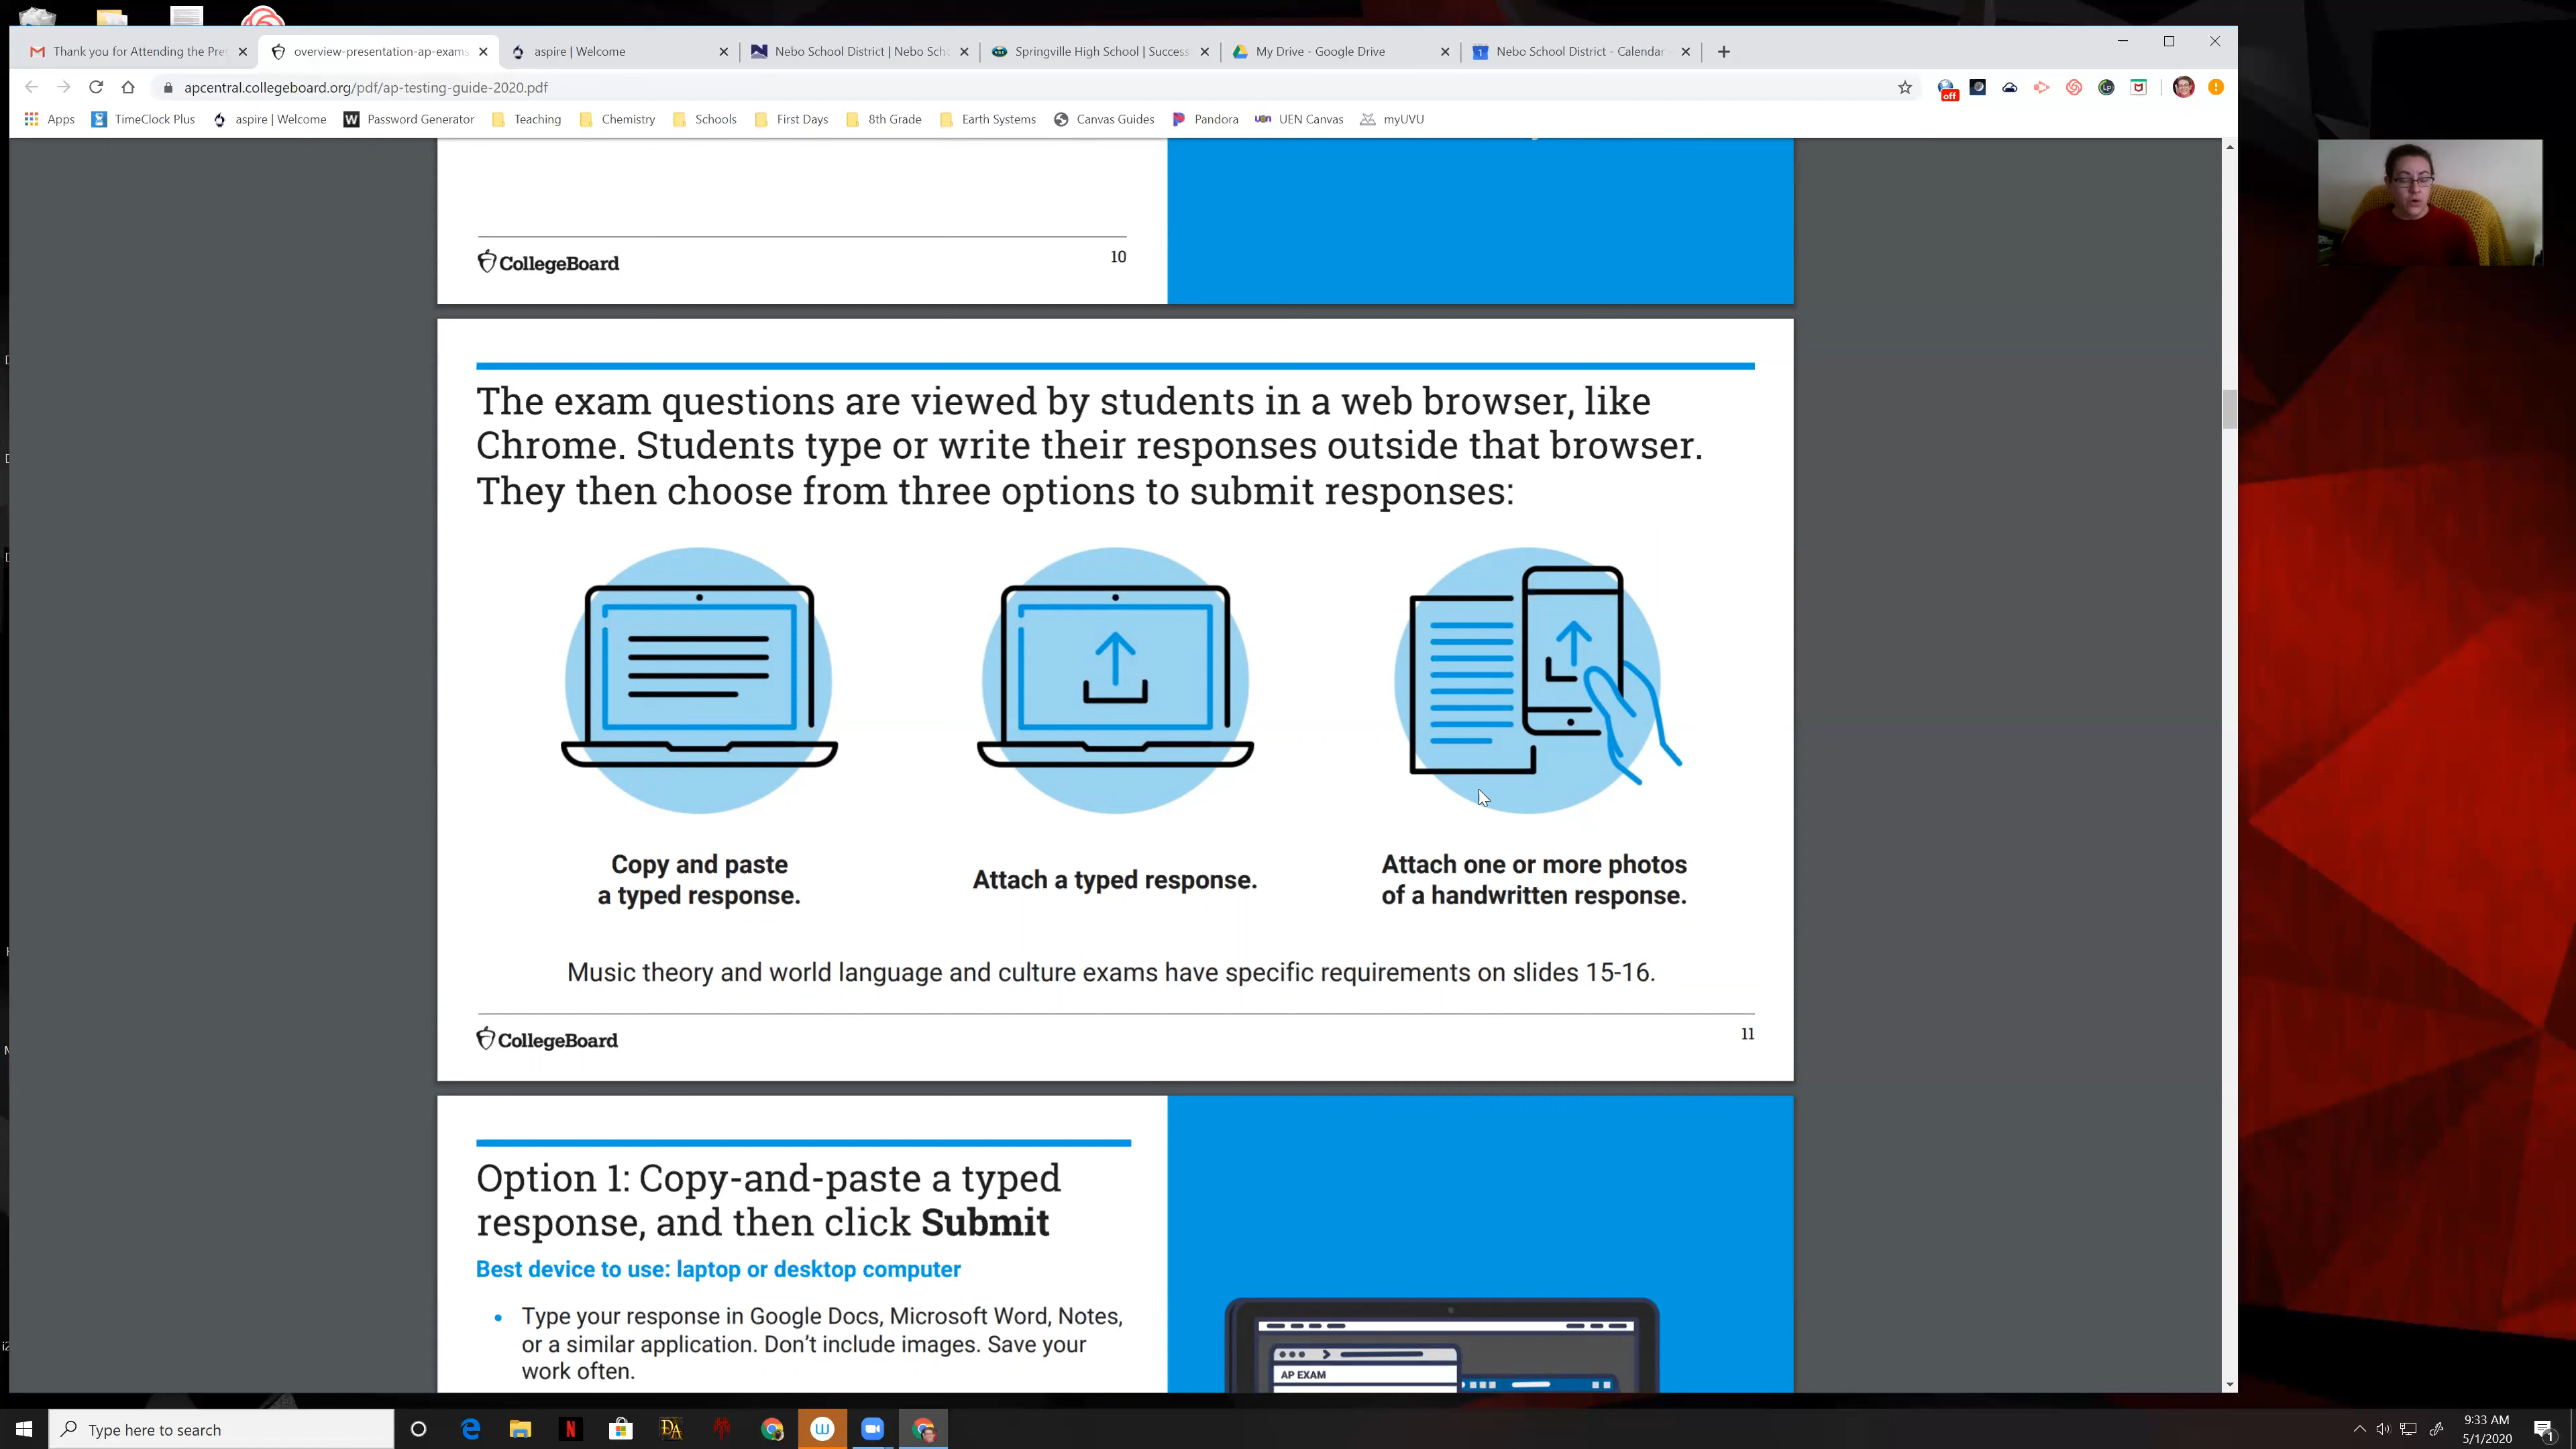 Thank you for Attending the Pre
overview-presentation-ap-exams
aspire | Welcome
Nebo School District | Nebo Scho
Springville High School | Success
My Drive - Google Drive
Nebo School District - Calendar
apcentral.collegeboard.org/pdf/ap-testing-guide-2020.pdf
off
Apps
TimeClock Plus
aspire | Welcome
Password Generator
Teaching
Chemistry
Schools
First Days
8th Grade
Earth Systems
Canvas Guides
Pandora
UEN Canvas
myUVU
CollegeBoard
10
The exam questions are viewed by students in a web browser, like
Chrome. Students type or write their responses outside that browser.
They then choose from three options to submit responses:
Copy and paste
a typed response.
Attach a typed response.
Attach one or more photos
of a handwritten response.
Music theory and world language and culture exams have specific requirements on slides 15-16.
CollegeBoard
11
Option 1: Copy-and-paste a typed
response, and then click Submit
Best device to use: laptop or desktop computer
• Type your response in Google Docs, Microsoft Word, Notes,
or a similar application. Don't include images. Save your
work often.
AP EXAM
Type here to search
9:33 AM
5/1/2020
1